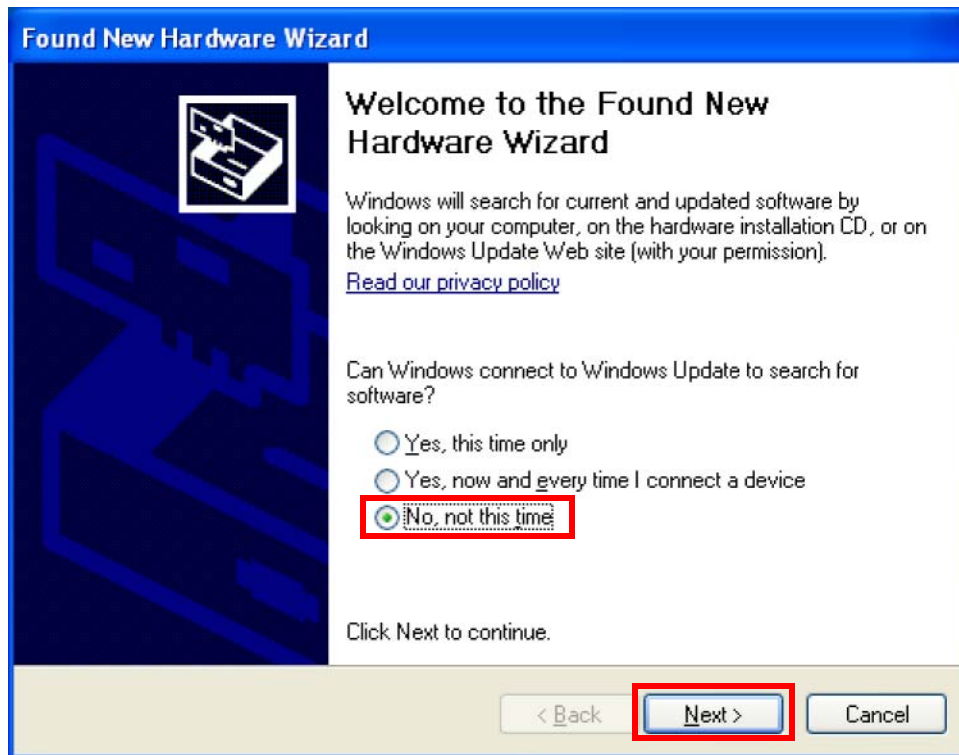 Found New Hardware Wizard
Welcome to the Found New
Hardware Wizard
Windows will search for current and updated software by
looking on your computer, on the hardware installation CD, or on
the Windows Update Web site (with your permission).
Read our privacy policy
Can Windows connect to Windows Update to search for
software?
Yes, this time only
Yes, now and every time I connect a device
No, not this time
Click Next to continue.
< Back
Next >
Cancel